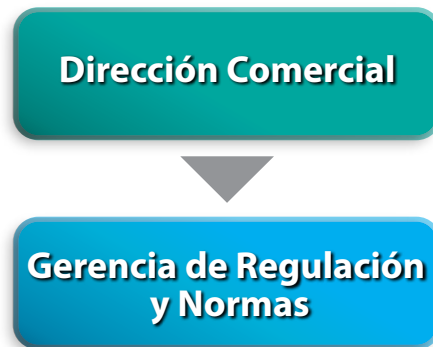 Dirección Comercial
Gerencia de Regulación
y Normas